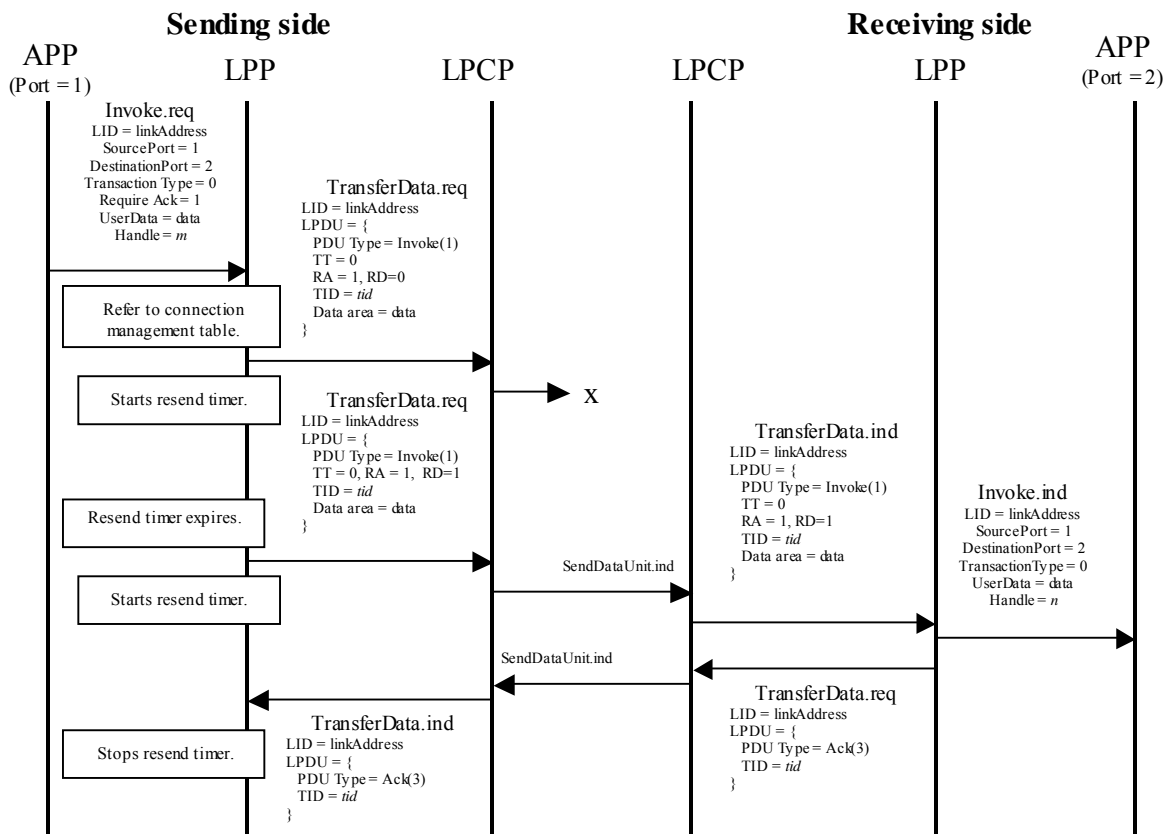 Sending side
Receiving side
APP
(Port = 1)
LPP
LPCP
LPCP
LPP
APP
(Port = 2)
Invoke.req
LID = linkAddress
SourcePort = 1
DestinationPort = 2
Transaction Type = 0
Require Ack = 1
UserData = data
Handle = m
TransferData.req
LID = linkAddress
LPDU = {
PDU Type = Invoke(1)
TT = 0
RA = 1, RD=0
TID = tid
Data area = data
}
Refer to connection
management table.
x
Starts resend timer.
TransferData.req
LID = linkAddress
LPDU = {
PDU Type = Invoke(1)
TT = 0, RA = 1, RD=1
TID = tid
Data area = data
}
Resend timer expires.
TransferData.ind
LID = linkAddress
LPDU = {
PDU Type = Invoke(1)
TT = 0
RA = 1, RD=1
TID = tid
Data area = data
}
Invoke.ind
LID = linkAddress
SourcePort = 1
DestinationPort = 2
TransactionType = 0
UserData = data
Handle = n
SendDataUnit.ind
Starts resend timer.
SendDataUnit.ind
TransferData.req
LID = linkAddress
LPDU = {
PDU Type = Ack(3)
TID = tid
}
TransferData.ind
LID = linkAddress
LPDU = {
PDU Type = Ack(3)
TID = tid
}
Stops resend timer.